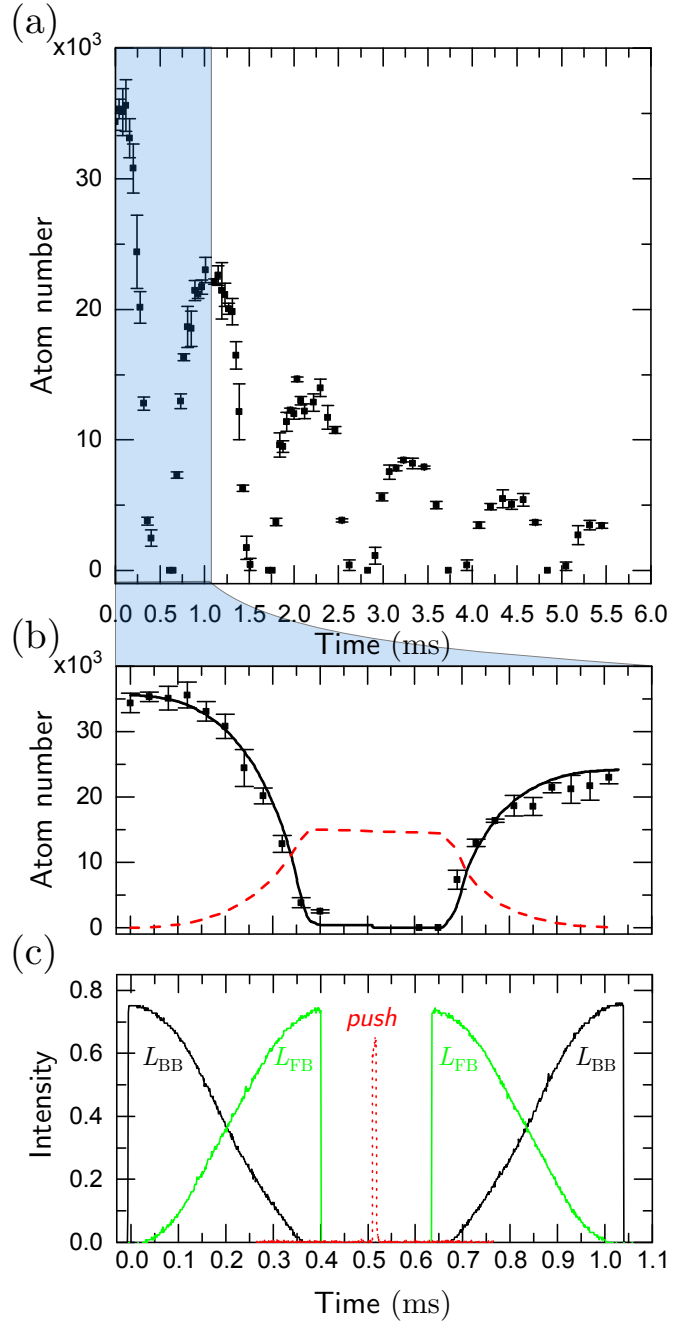 (a)
x10³
30
20
10
0
Atom number
0.0 0.5 1.0 1.5 2.0 2.5 3.0 3.5 4.0 4.5 5.0 5.5 6.0
Time (ms)
(b)
x10³
30
20
10
0
Atom number
(c)
0.8
0.6
0.4
0.2
0.0
Intensity
push
L_BB L_FB L_FB L_BB
0.0 0.1 0.2 0.3 0.4 0.5 0.6 0.7 0.8 0.9 1.0 1.1
Time (ms)